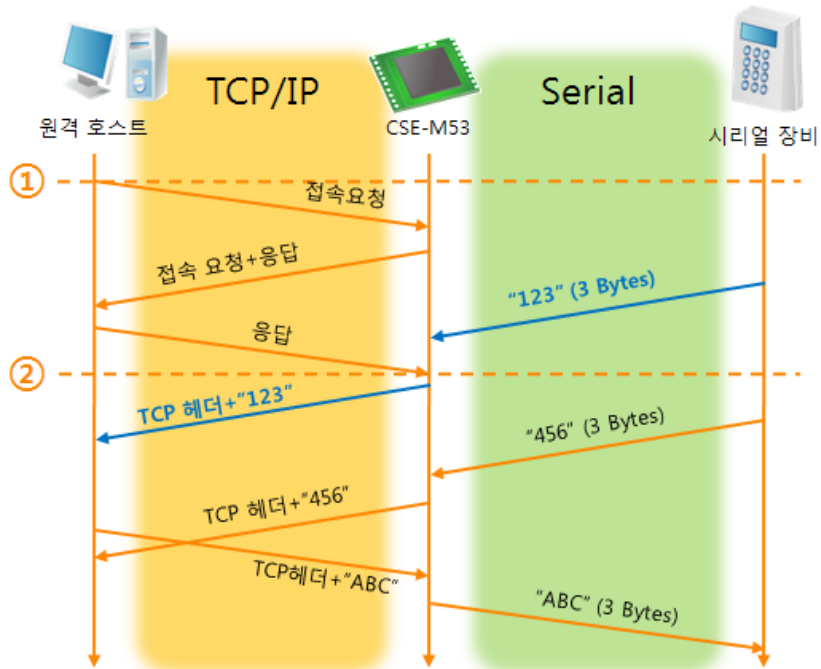 TCP/IP
Serial
원격 호스트
CSE-M53
시리얼 장비
①
접속요청
접속 요청+응답
“123” (3 Bytes)
응답
②
TCP 헤더+“123”
“456” (3 Bytes)
TCP 헤더+“456”
TCP헤더+“ABC”
“ABC” (3 Bytes)